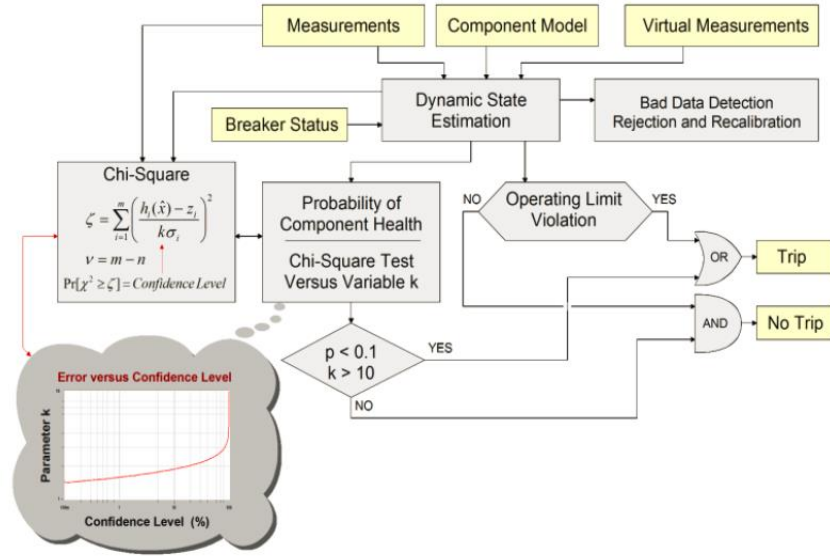 Measurements
Component Model
Virtual Measurements
Dynamic State
Estimation
Bad Data Detection
Rejection and Recalibration
Breaker Status
Chi-Square
ζ = ∑_{i=1}^{m} ( (h_i(x̂) − z_i) / (kσ_i) )²
ν = m − n
Pr[χ² ≥ ζ] = Confidence Level
Probability of
Component Health
Chi-Square Test
Versus Variable k
NO
Operating Limit
Violation
YES
OR
Trip
AND
No Trip
p < 0.1
k > 10
YES
NO
Error versus Confidence Level
Parameter k
Confidence Level (%)